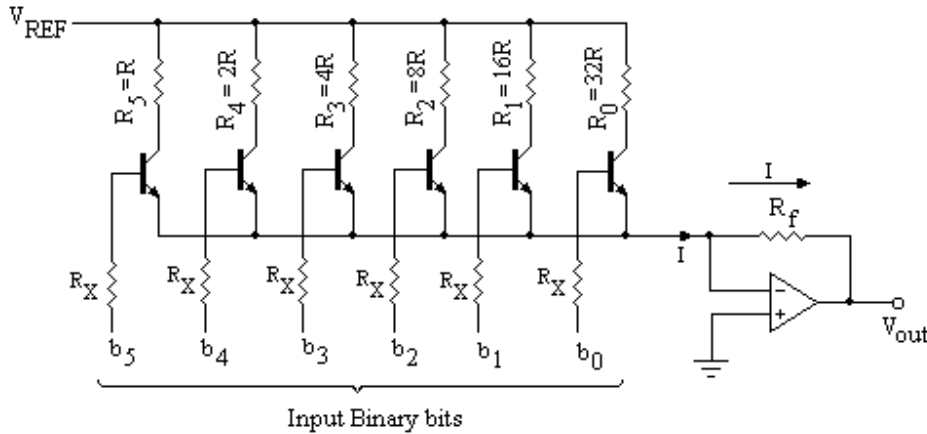 V_REF
R_5 = R
R_4 = 2R
R_3 = 4R
R_2 = 8R
R_1 = 16R
R_0 = 32R
I
R_f
I
R_X
R_X
R_X
R_X
R_X
R_X
−
+
V_out
b_5
b_4
b_3
b_2
b_1
b_0
Input Binary bits